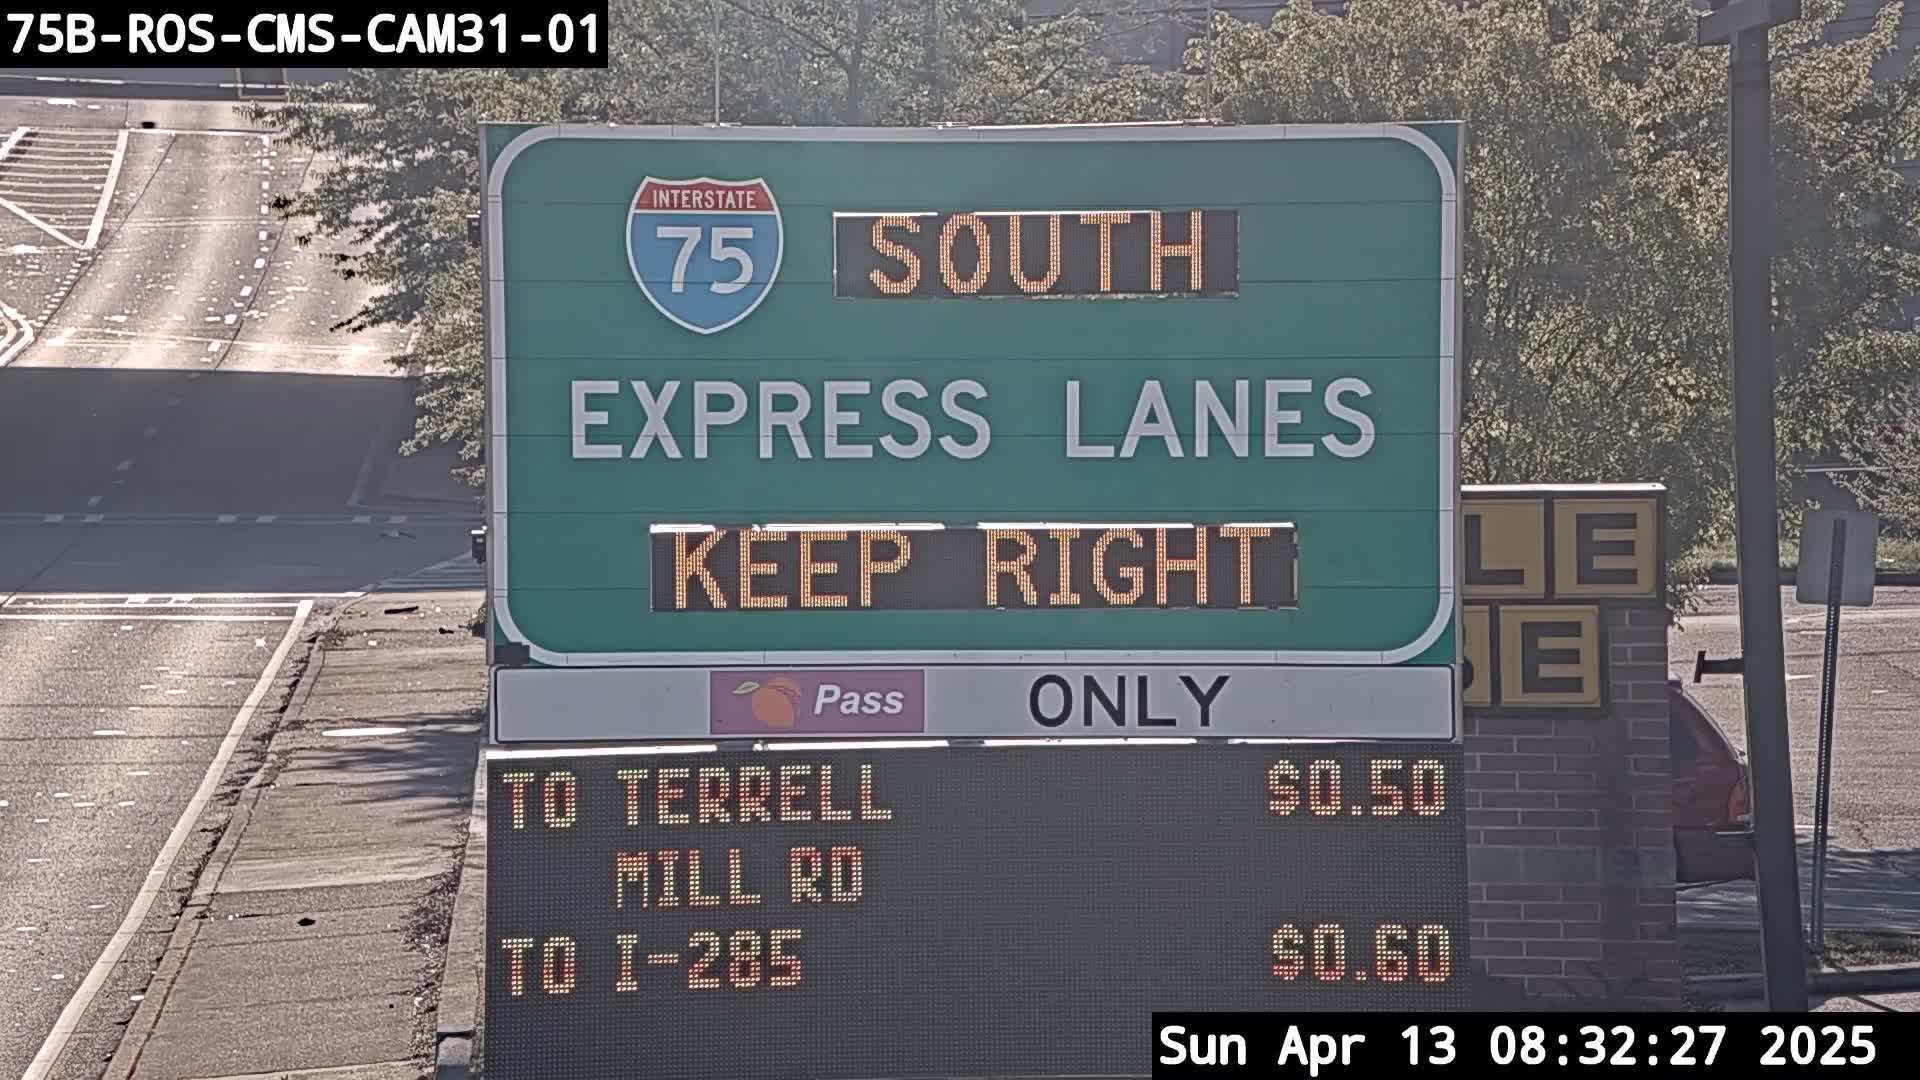 75B-ROS-CMS-CAM31-01
INTERSTATE
75
SOUTH
EXPRESS LANES
KEEP RIGHT
Pass ONLY
TO TERRELL $0.50
MILL RD
TO I-285 $0.60
LE
E
Sun Apr 13 08:32:27 2025